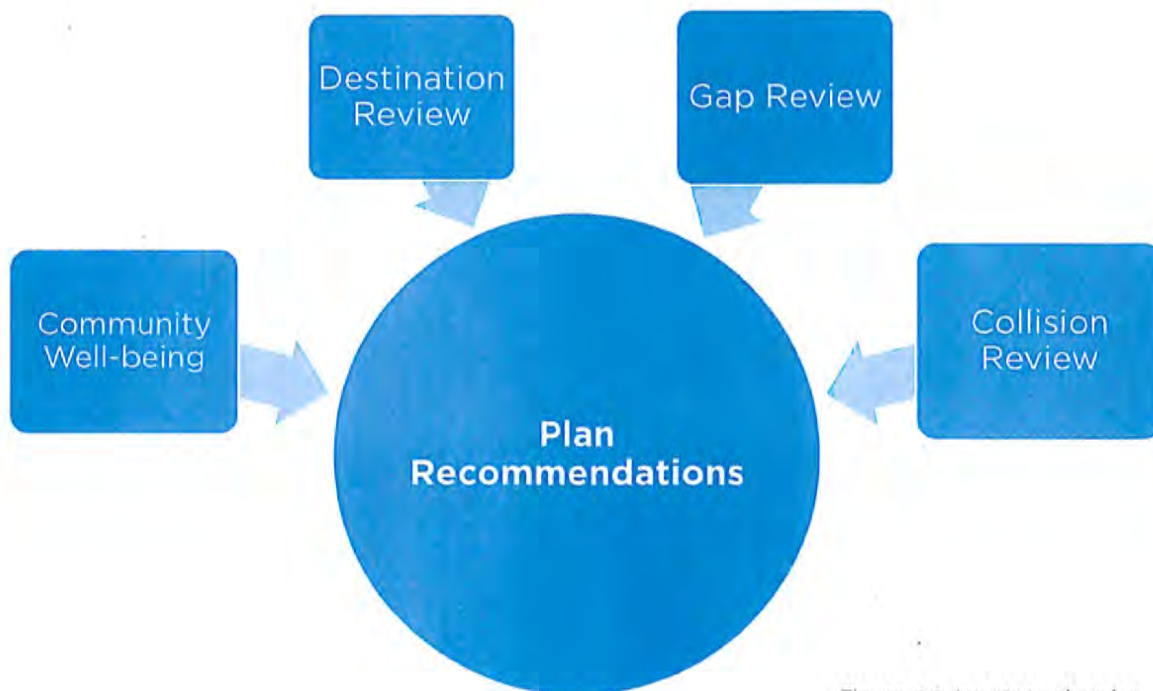 Destination
Review
Gap Review
Community
Well-being
Collision
Review
Plan
Recommendations